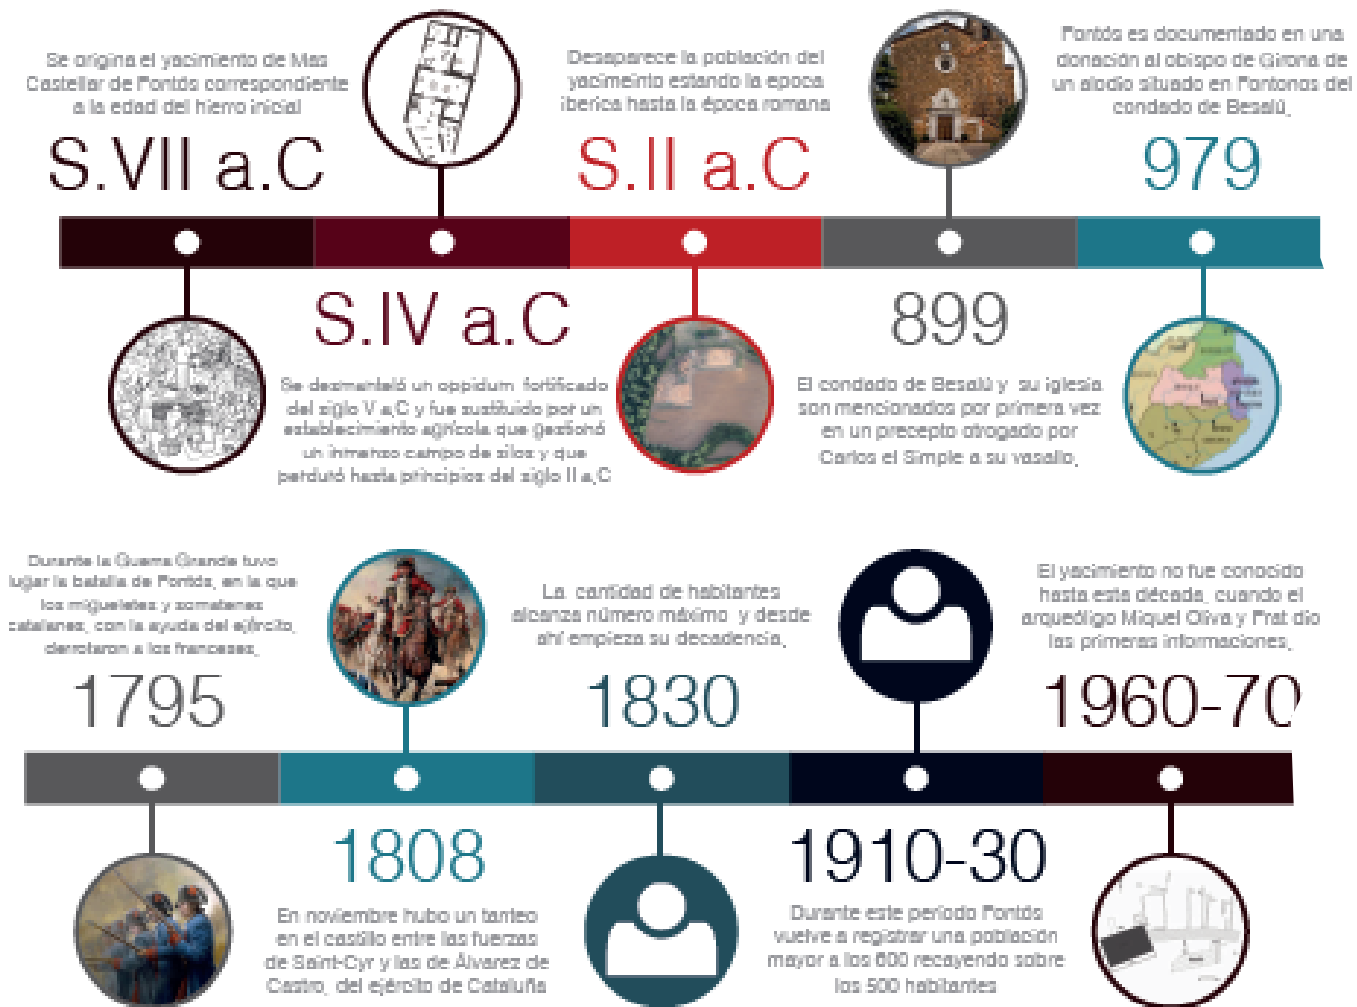 Se origina el yacimiento de Mas
Castellar de Pontós correspondiente
a la edad del hierro inicial
S.VII a.C
S.IV a.C
Se desmanteló un oppidum fortificado
del siglo V a.C y fue sustituido por un
establecimiento agrícola que gestionó
un inmenso campo de silos y que
perduró hasta principios del siglo II a.C
Desaparece la población del
yacimeinto estando la epoca
iberica hasta la época romana
S.II a.C
899
El condado de Besalú y su iglesia
son mencionados por primera vez
en un precepto otrogado por
Carlos el Simple a su vasallo.
Pontós es documentado en una
donación al obispo de Girona de
un alodio situado en Pontonos del
condado de Besalú.
979
Durante la Guerra Grande tuvo
lugar la batalla de Pontós, en la que
los migueletes y somatenes
catalanes, con la ayuda del ejército,
derrotaron a los franceses.
1795
1808
En noviembre hubo un tanteo
en el castillo entre las fuerzas
de Saint-Cyr y las de Álvarez de
Castro, del ejército de Cataluña
La cantidad de habitantes
alcanza número máximo y desde
ahí empieza su decadencia.
1830
1910-30
Durante este periodo Pontós
vuelve a registrar una población
mayor a los 600 recayendo sobre
los 500 habitantes
El yacimiento no fue conocido
hasta esta década, cuando el
arqueóligo Miquel Oliva y Prat dio
las primeras informaciones.
1960-70